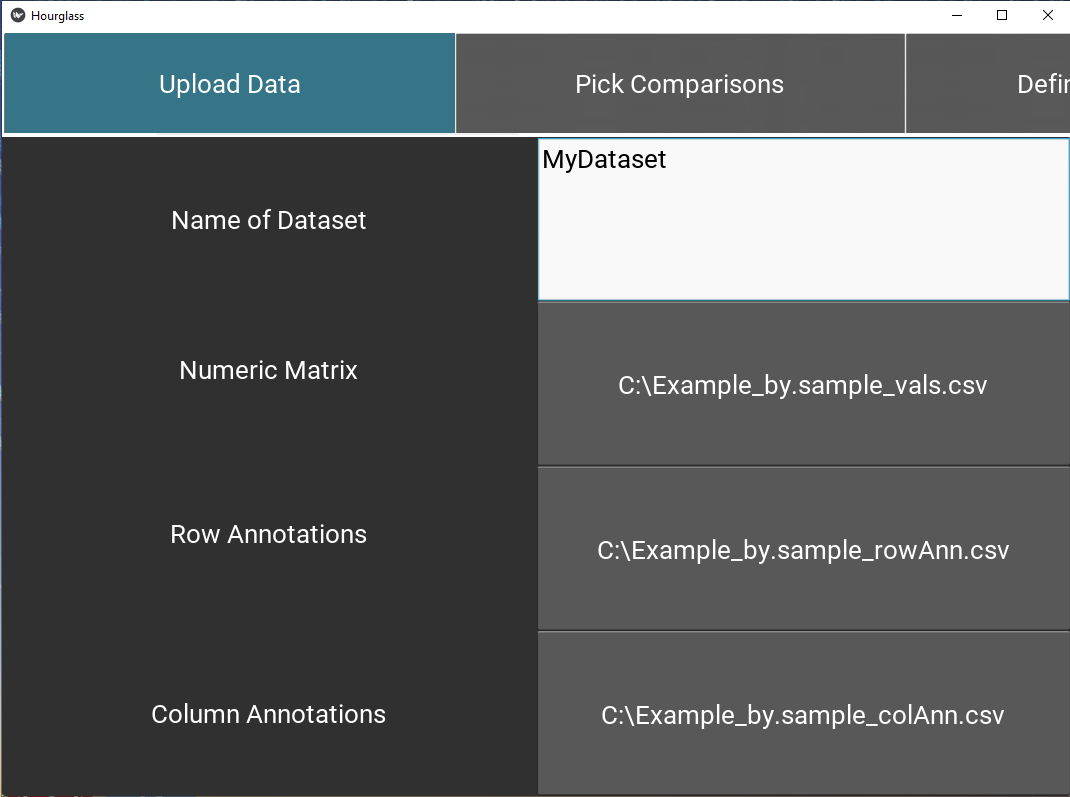 Hourglass
Upload Data
Pick Comparisons
Defin
Name of Dataset
MyDataset
Numeric Matrix
C:\Example_by.sample_vals.csv
Row Annotations
C:\Example_by.sample_rowAnn.csv
Column Annotations
C:\Example_by.sample_colAnn.csv